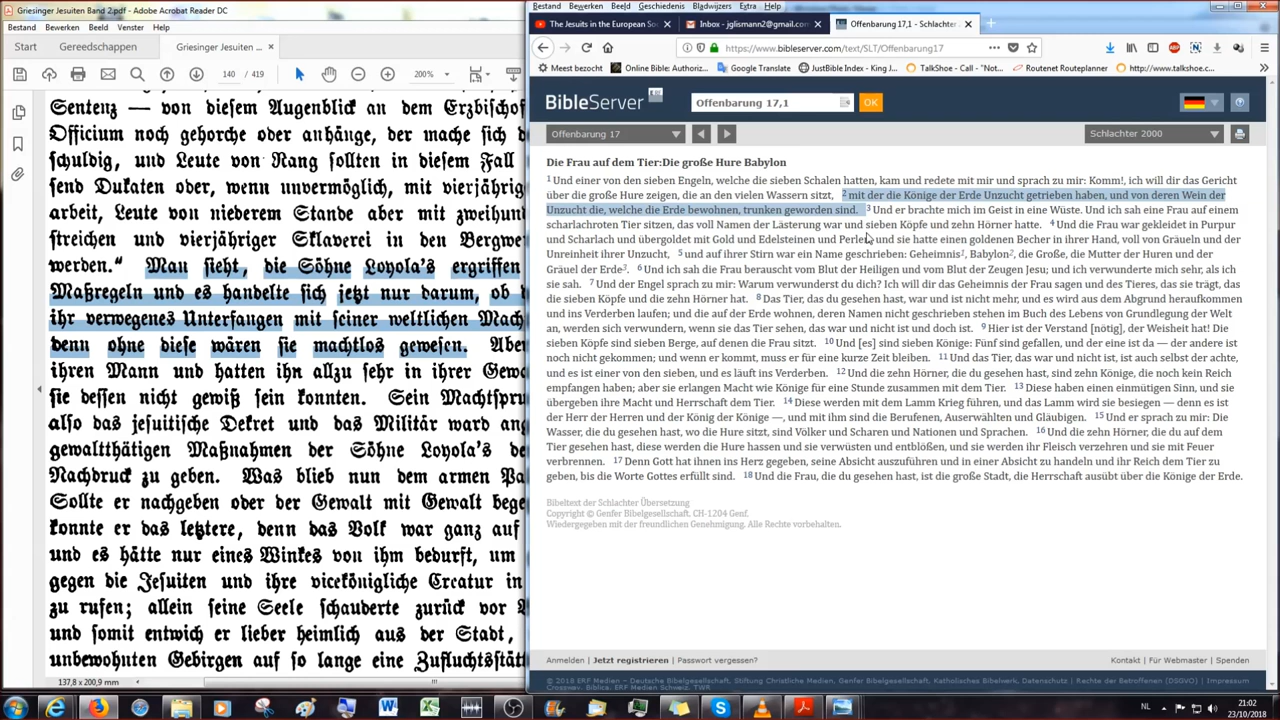 Griesinger Jesuiten Band 2.pdf - Adobe Acrobat Reader DC
Bestand Bewerken Beeld Venster Help
Start Gereedschappen Griesinger Jesuiten ...
140 / 419 200%
Sentenz — von diesem Augenblick an dem Erzbischof
Officium noch gehorche oder anhänge, der mache sich d
schuldig, und Leute von Rang sollten in diesem Fall
send Dukaten oder, wenn unvermöglich, mit vierjährige
arbeit, Leute von niederem Stande aber mit
streichen und vierjähriger Sklaverei in den Bergwer
werden.“ Man sieht, die Söhne Loyola's ergriffen
Maßregeln und es handelte sich jetzt nur darum, ob d
ihr verwegenes Unterfangen mit seiner weltlichen Mach
denn ohne diese wären sie machtlos gewesen. Aber
ihren Mann und hatten ihn allzu sehr in ihrer Gewa
sie dessen nicht gewiß sein konnten. Sein Machtspru
also das jesuitische Dekret und das Militär ward an
gewaltthätigen Maßnahmen der Söhne Loyola's den
Nachdruck zu geben. Was blieb nun dem armen Pa
Sollte er nachgeben oder der Gewalt mit Gewalt bege
konnte er das letztere, denn das Volk war ganz auf
und es hätte nur eines Winkes von ihm bedurft, um
gegen die Jesuiten und ihre vicekönigliche Creatur in
zu rufen; allein seine Seele schauderte zurück vor
und somit entwich er lieber heimlich aus der Stadt,
unbewohnten Gebirgen auf so lange eine Zufluchtsstät
137,8 x 200,9 mm
Bestand Bewerken Beeld Geschiedenis Bladwijzers Extra Help
The Jesuits in the European So Inbox - jglismann2@gmail.com Offenbarung 17,1 - Schlachter
https://www.bibleserver.com/text/SLT/Offenbarung17
Meest bezocht Online Bible: Authoriz... Google Translate JustBible Index - King J... TalkShoe - Call - "Not... Routenet Routeplanner http://www.talkshoe.c...
BibleServer Offenbarung 17,1 OK
Offenbarung 17 Schlachter 2000
Die Frau auf dem Tier:Die große Hure Babylon
1 Und einer von den sieben Engeln, welche die sieben Schalen hatten, kam und redete mit mir und sprach zu mir: Komm!, ich will dir das Gericht
über die große Hure zeigen, die an den vielen Wassern sitzt, 2 mit der die Könige der Erde Unzucht getrieben haben, und von deren Wein der
Unzucht die, welche die Erde bewohnen, trunken geworden sind. 3 Und er brachte mich im Geist in eine Wüste. Und ich sah eine Frau auf einem
scharlachroten Tier sitzen, das voll Namen der Lästerung war und sieben Köpfe und zehn Hörner hatte. 4 Und die Frau war gekleidet in Purpur
und Scharlach und übergoldet mit Gold und Edelsteinen und Perlen, und sie hatte einen goldenen Becher in ihrer Hand, voll von Gräueln und der
Unreinheit ihrer Unzucht, 5 und auf ihrer Stirn war ein Name geschrieben: Geheimnis1, Babylon2, die Große, die Mutter der Huren und der
Gräuel der Erde3. 6 Und ich sah die Frau berauscht vom Blut der Heiligen und vom Blut der Zeugen Jesu; und ich verwunderte mich sehr, als ich
sie sah. 7 Und der Engel sprach zu mir: Warum verwunderst du dich? Ich will dir das Geheimnis der Frau sagen und des Tieres, das sie trägt, das
die sieben Köpfe und die zehn Hörner hat. 8 Das Tier, das du gesehen hast, war und ist nicht mehr, und es wird aus dem Abgrund heraufkommen
und ins Verderben laufen; und die auf der Erde wohnen, deren Namen nicht geschrieben stehen im Buch des Lebens von Grundlegung der Welt
an, werden sich verwundern, wenn sie das Tier sehen, das war und nicht ist und doch ist. 9 Hier ist der Verstand [nötig], der Weisheit hat! Die
sieben Köpfe sind sieben Berge, auf denen die Frau sitzt. 10 Und [es] sind sieben Könige: Fünf sind gefallen, und der eine ist da — der andere ist
noch nicht gekommen; und wenn er kommt, muss er für eine kurze Zeit bleiben. 11 Und das Tier, das war und nicht ist, ist auch selbst der achte,
und es ist einer von den sieben, und es läuft ins Verderben. 12 Und die zehn Hörner, die du gesehen hast, sind zehn Könige, die noch kein Reich
empfangen haben; aber sie erlangen Macht wie Könige für eine Stunde zusammen mit dem Tier. 13 Diese haben einen einmütigen Sinn, und sie
übergeben ihre Macht und Herrschaft dem Tier. 14 Diese werden mit dem Lamm Krieg führen, und das Lamm wird sie besiegen — denn es ist
der Herr der Herren und der König der Könige —, und mit ihm sind die Berufenen, Auserwählten und Gläubigen. 15 Und er sprach zu mir: Die
Wasser, die du gesehen hast, wo die Hure sitzt, sind Völker und Scharen und Nationen und Sprachen. 16 Und die zehn Hörner, die du auf dem
Tier gesehen hast, diese werden die Hure hassen und sie verwüsten und entblößen, und sie werden ihr Fleisch verzehren und sie mit Feuer
verbrennen. 17 Denn Gott hat ihnen ins Herz gegeben, seine Absicht auszuführen und in einer Absicht zu handeln und ihr Reich dem Tier zu
geben, bis die Worte Gottes erfüllt sind. 18 Und die Frau, die du gesehen hast, ist die große Stadt, die Herrschaft ausübt über die Könige der Erde.
Bibeltext der Schlachter Übersetzung
Copyright © Genfer Bibelgesellschaft. CH-1204 Genf.
Wiedergegeben mit der freundlichen Genehmigung. Alle Rechte vorbehalten.
Anmelden | Jetzt registrieren | Passwort vergessen? Kontakt | Für Webmaster | Spenden
© 2018 ERF Medien – Deutsche Bibelgesellschaft, Stiftung Christliche Medien, Genfer Bibelgesellschaft, Katholisches Bibelwerk, Datenschutz | Rechte der Betroffenen (DSGVO) | Impressum
Crossway, Biblica, ERF Medien Schweiz, TWR
NL 21:02
23/10/2018